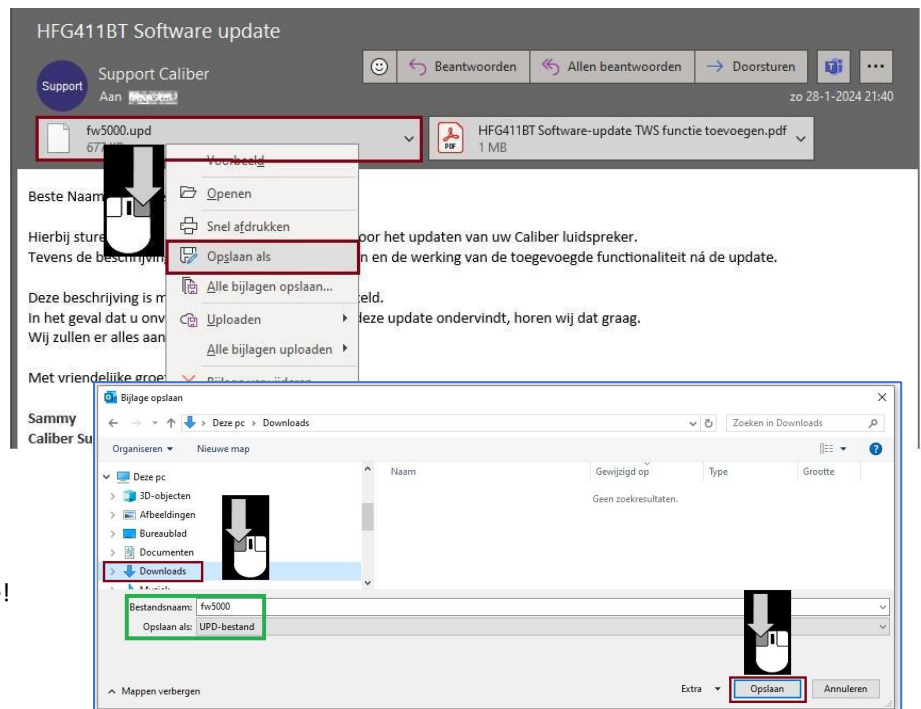 HFG411BT Software update
Support
Support Caliber
Aan
Beantwoorden
Allen beantwoorden
Doorsturen
zo 28-1-2024 21:40
fw5000.upd
HFG411BT Software-update TWS functie toevoegen.pdf
1 MB
PDF
Voorbeeld
Openen
Snel afdrukken
Opslaan als
Alle bijlagen opslaan...
Uploaden
Alle bijlagen uploaden
Bijlage verwijderen
Beste Naam
Hierbij sture oor het updaten van uw Caliber luidspreker.
Tevens de beschrijving n en de werking van de toegevoegde functionaliteit ná de update.
Deze beschrijving is m eld.
In het geval dat u onv deze update ondervindt, horen wij dat graag.
Wij zullen er alles aan
Met vriendelijke groet
Sammy
Caliber Su
Bijlage opslaan
Deze pc > Downloads
Zoeken in Downloads
Organiseren
Nieuwe map
Deze pc
3D-objecten
Afbeeldingen
Bureaublad
Documenten
Downloads
Muziek
Naam
Gewijzigd op
Type
Grootte
Geen zoekresultaten.
!
Bestandsnaam: fw5000
Opslaan als: UPD-bestand
Mappen verbergen
Extra
Opslaan
Annuleren